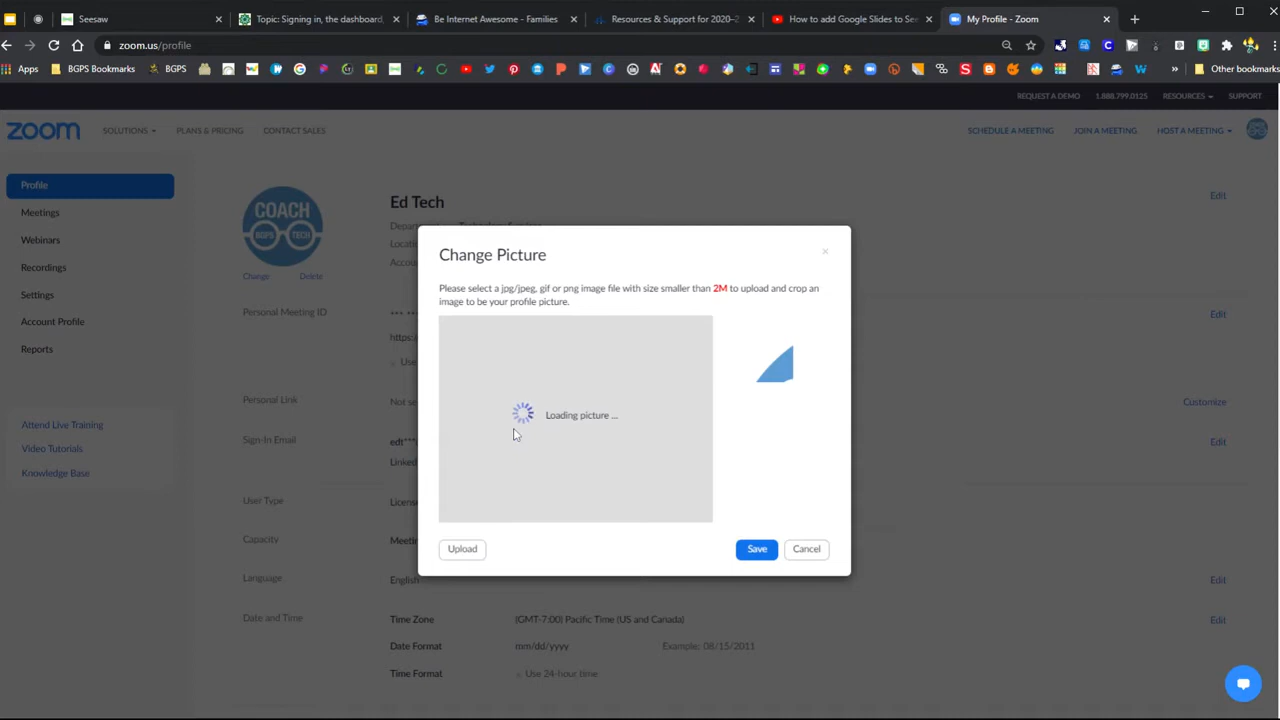 Seesaw
Topic: Signing in, the dashboard,
Be Internet Awesome - Families
Resources & Support for 2020-2
How to add Google Slides to See
My Profile - Zoom
zoom.us/profile
Apps
BGPS Bookmarks
BGPS
Other bookmarks
REQUEST A DEMO
1.888.799.0125
RESOURCES
SUPPORT
zoom
SOLUTIONS
PLANS & PRICING
CONTACT SALES
SCHEDULE A MEETING
JOIN A MEETING
HOST A MEETING
Profile
Meetings
Webinars
Recordings
Settings
Account Profile
Reports
Attend Live Training
Video Tutorials
Knowledge Base
COACH
BGPS TECH
Change
Delete
Ed Tech
Edit
Personal Meeting ID
*** **
https:/
Use
Edit
Personal Link
Not se
Customize
Sign-In Email
edt***
Linked
Edit
User Type
License
Capacity
Meetin
Language
English
Edit
Date and Time
Time Zone
(GMT-7:00) Pacific Time (US and Canada)
Edit
Date Format
mm/dd/yyyy
Example: 08/15/2011
Time Format
Use 24-hour time
Change Picture
×
Please select a jpg/jpeg, gif or png image file with size smaller than 2M to upload and crop an
image to be your profile picture.
Loading picture ...
Upload
Save
Cancel